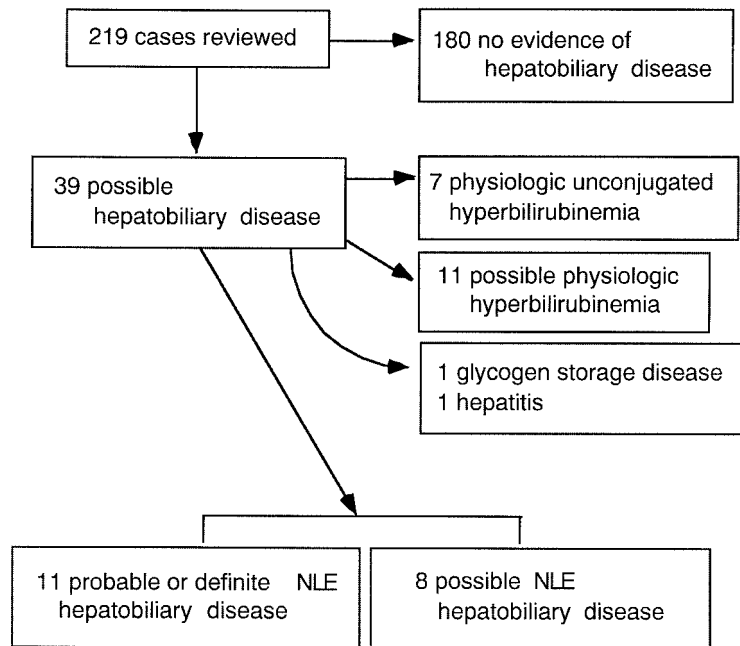 219 cases reviewed
180 no evidence of
hepatobiliary disease
39 possible
hepatobiliary disease
7 physiologic unconjugated
hyperbilirubinemia
11 possible physiologic
hyperbilirubinemia
1 glycogen storage disease
1 hepatitis
11 probable or definite NLE
hepatobiliary disease
8 possible NLE
hepatobiliary disease